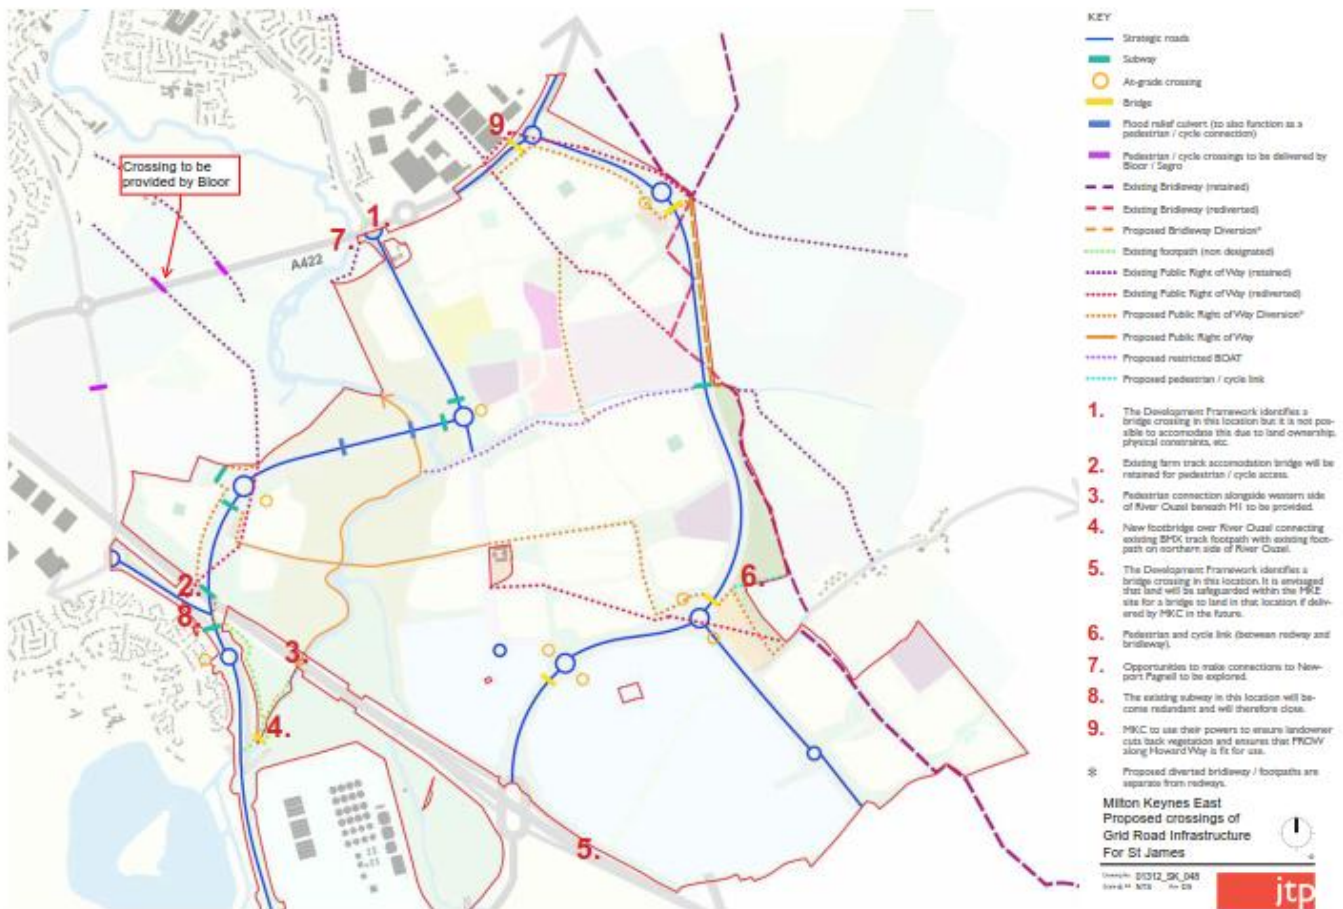 Crossing to be
provided by Bloor
A422
1.
2.
3.
4.
5.
6.
7.
8.
9.
KEY
Strategic roads
Subway
At-grade crossing
Bridge
Flood relief culvert (to also function as a
pedestrian / cycle connection)
Pedestrian / cycle crossings to be delivered by
Bloor / Segro
Existing Bridleway (retained)
Existing Bridleway (rediverted)
Proposed Bridleway Diversion*
Existing footpath (non designated)
Existing Public Right of Way (retained)
Existing Public Right of Way (rediverted)
Proposed Public Right of Way Diversion*
Proposed Public Right of Way
Proposed restricted BOAT
Proposed pedestrian / cycle link
1. The Development Framework identifies a
bridge crossing in this location but it is not pos-
sible to accomodate this due to land ownership,
physical constraints, etc.
2. Existing farm track accomodation bridge will be
retained for pedestrian / cycle access.
3. Pedestrian connection alongside western side
of River Ouzel beneath M1 to be provided.
4. New footbridge over River Ouzel connecting
existing BMX track footpath with existing foot-
path on northern side of River Ouzel.
5. The Development Framework identifies a
bridge crossing in this location. It is envisaged
that land will be safeguarded within the MKE
site for a bridge to land in that location if deliv-
ered by MKC in the future.
6. Pedestrian and cycle link (between redway and
bridleway).
7. Opportunities to make connections to New-
port Pagnell to be explored.
8. The existing subway in this location will be-
come redundant and will therefore close.
9. MKC to use their powers to ensure landowner
cuts back vegetation and ensures that PROW
along Howard Way is fit for use.
* Proposed diverted bridleway / footpaths are
separate from redways.
Milton Keynes East
Proposed crossings of
Grid Road Infrastructure
For St James
01312_SK_048
NTS
jtp